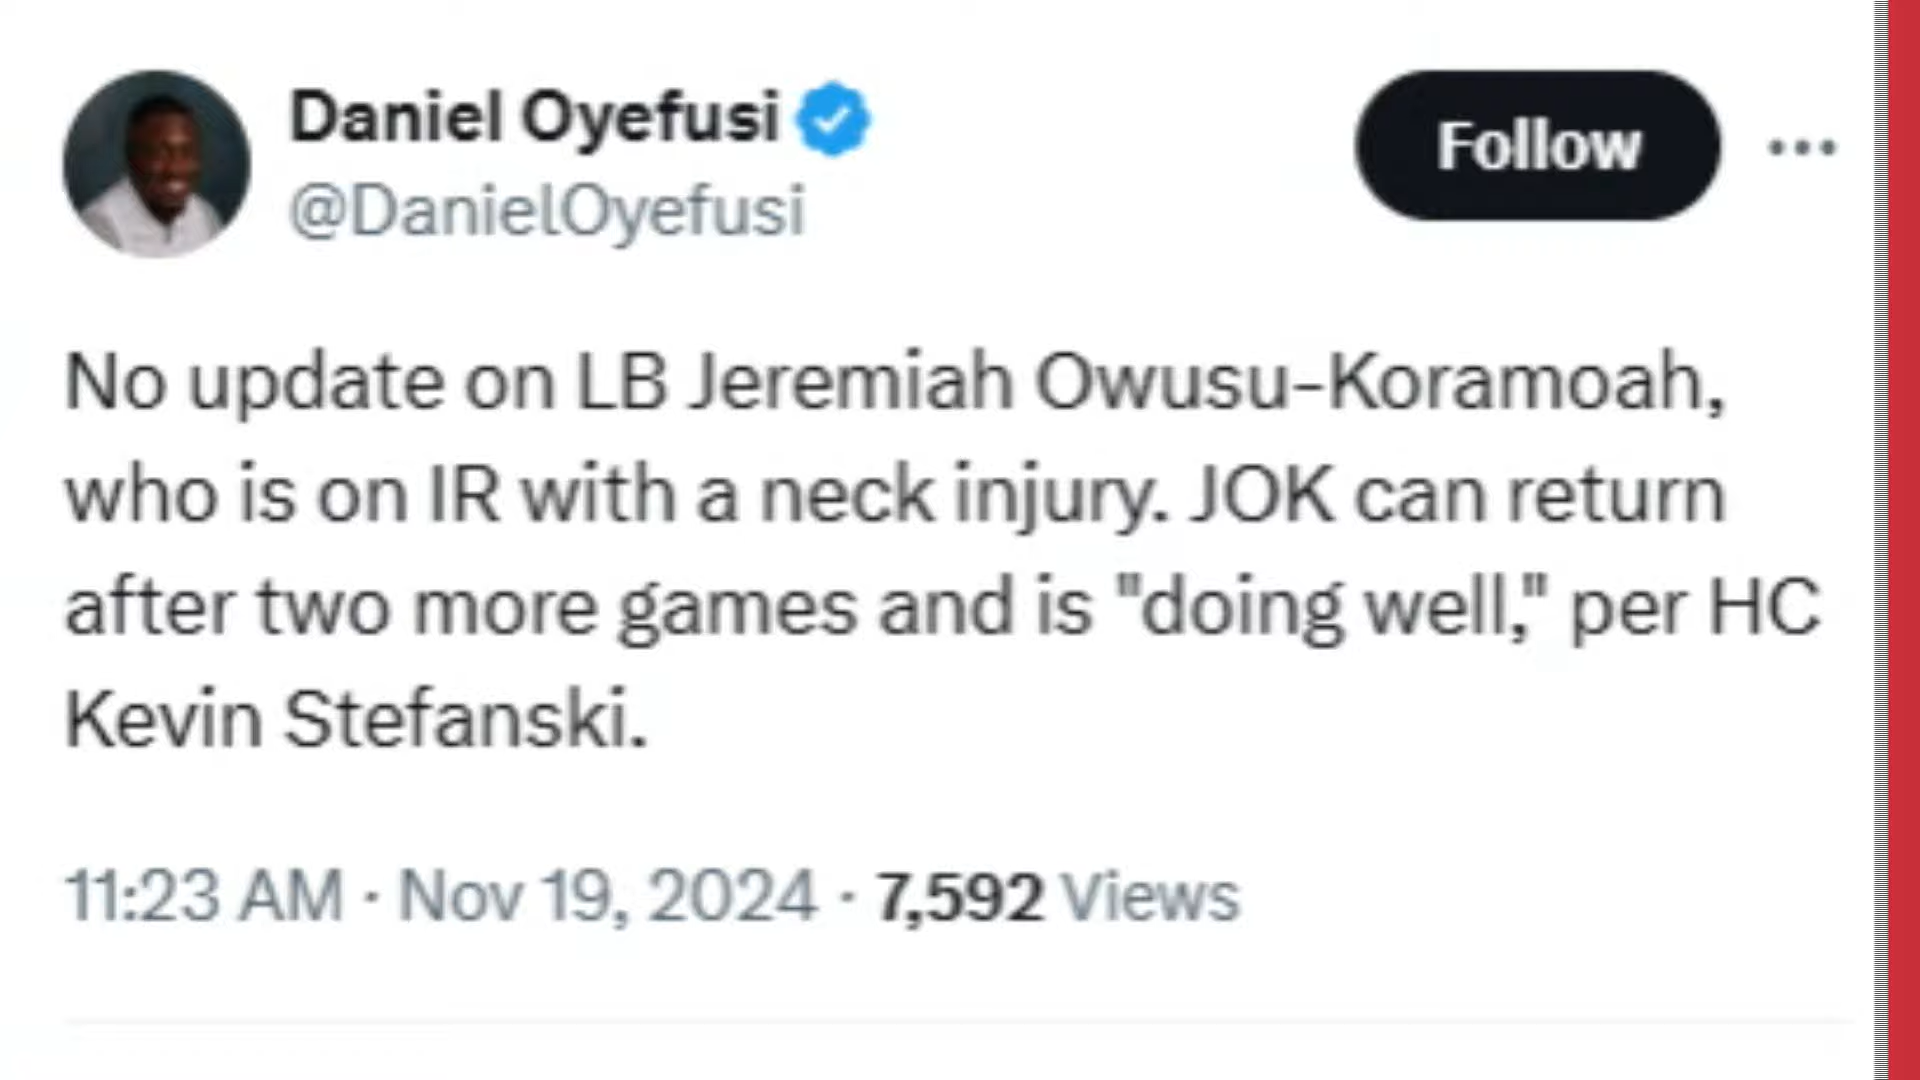 Daniel Oyefusi
Follow
@DanielOyefusi
No update on LB Jeremiah Owusu-Koramoah,
who is on IR with a neck injury. JOK can return
after two more games and is "doing well," per HC
Kevin Stefanski.
11:23 AM · Nov 19, 2024 · 7,592 Views